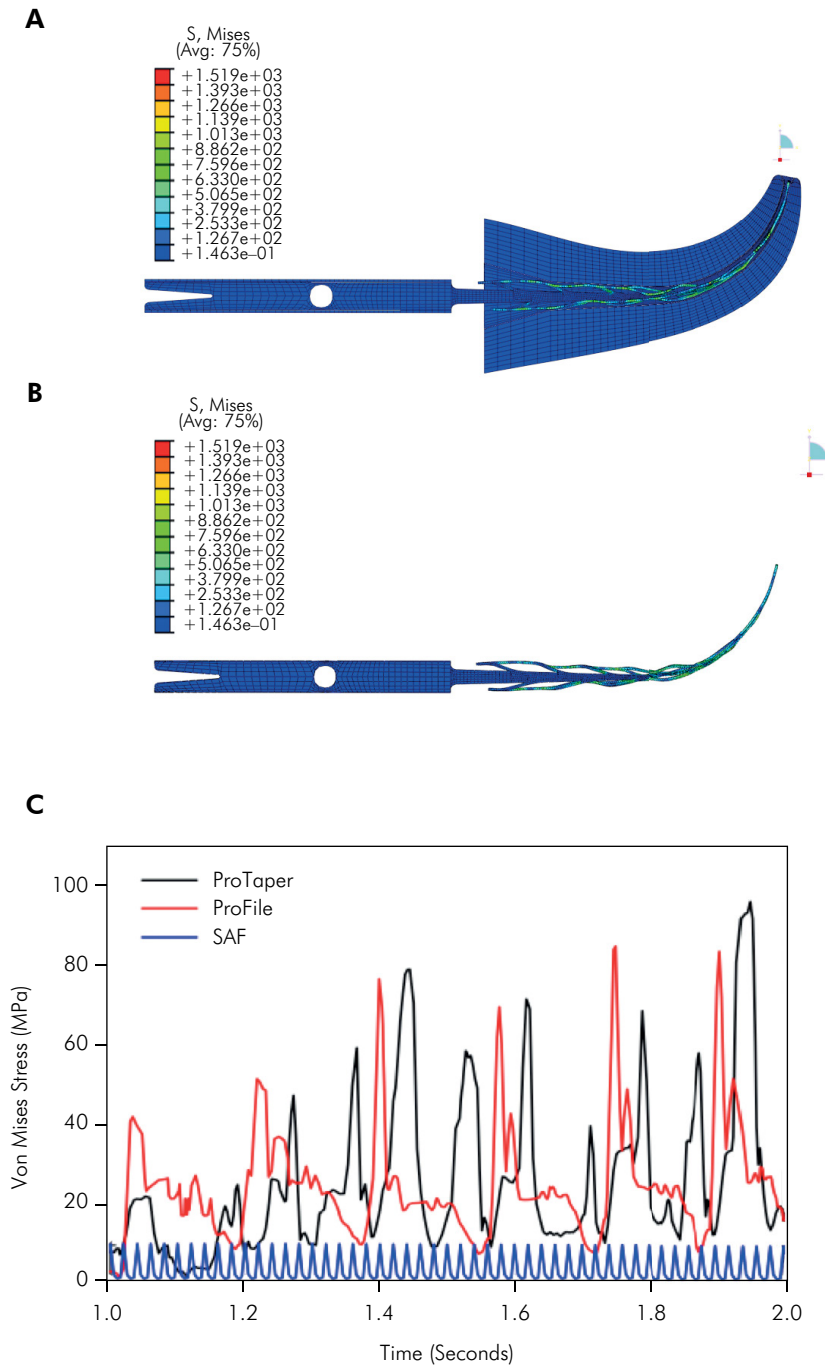 A
S, Mises
(Avg: 75%)
+1.519e+03
+1.393e+03
+1.266e+03
+1.139e+03
+1.013e+03
+8.862e+02
+7.596e+02
+6.330e+02
+5.065e+02
+3.799e+02
+2.533e+02
+1.267e+02
+1.463e–01
B
S, Mises
(Avg: 75%)
+1.519e+03
+1.393e+03
+1.266e+03
+1.139e+03
+1.013e+03
+8.862e+02
+7.596e+02
+6.330e+02
+5.065e+02
+3.799e+02
+2.533e+02
+1.267e+02
+1.463e–01
C
ProTaper
ProFile
SAF
Von Mises Stress (MPa)
100
80
60
40
20
0
1.0 1.2 1.4 1.6 1.8 2.0
Time (Seconds)